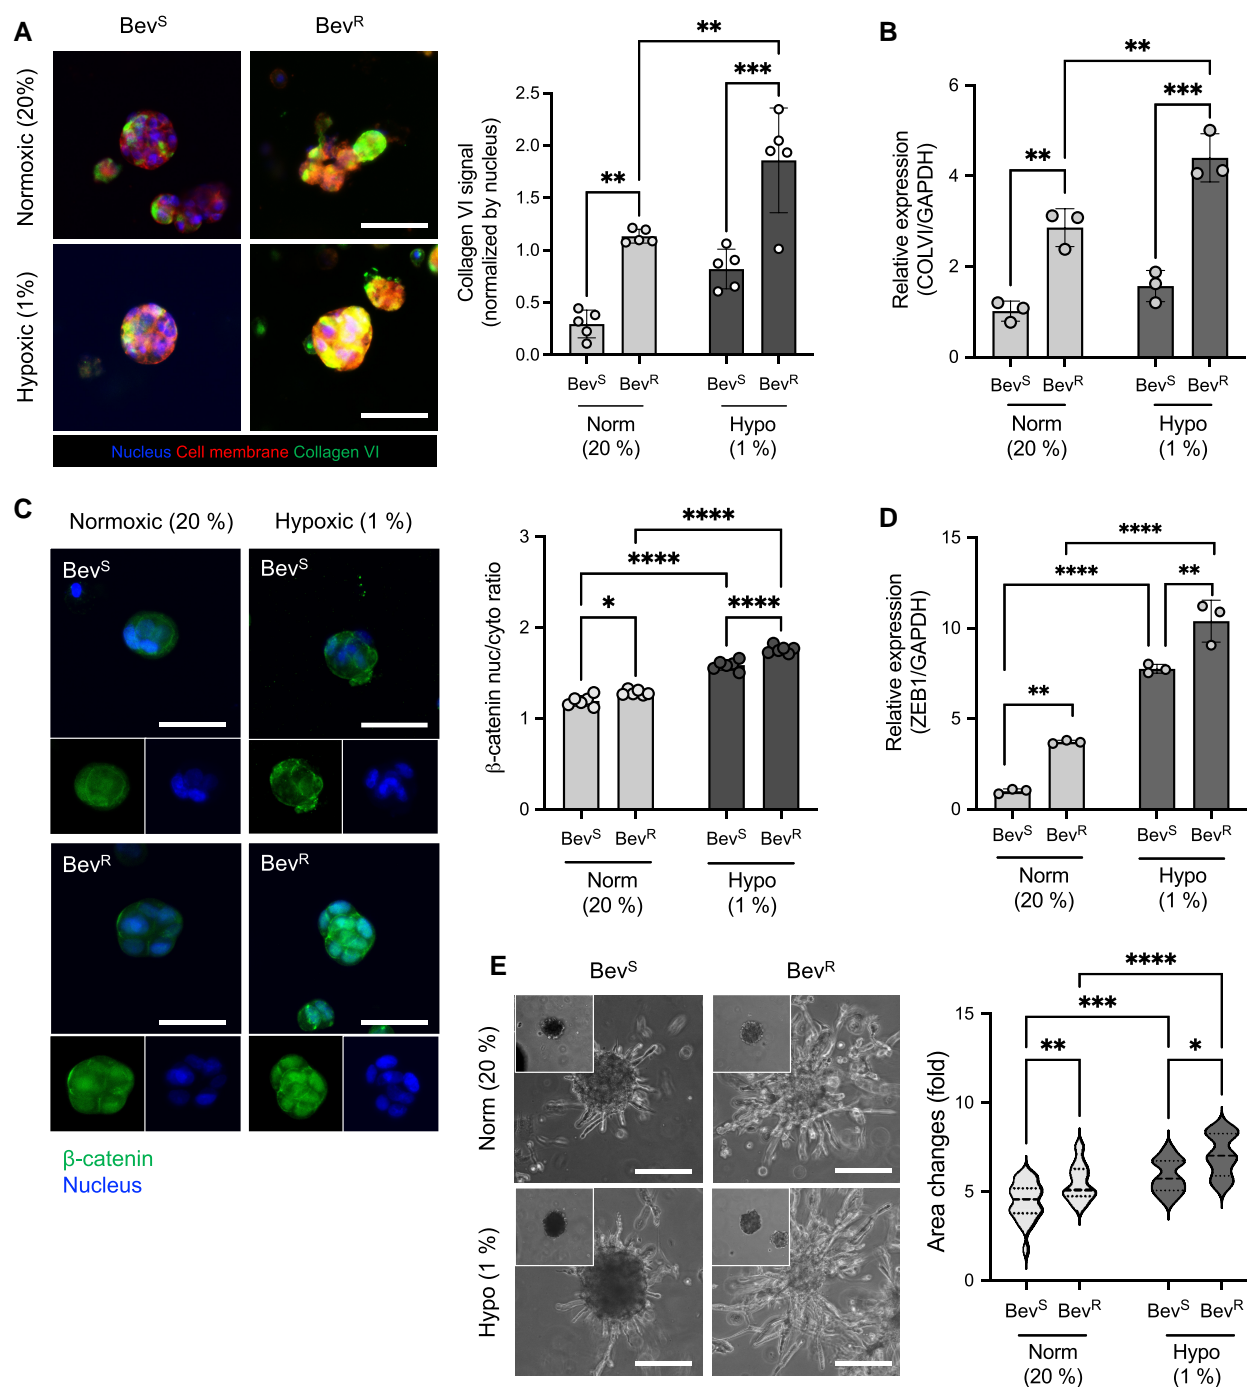 A
Bev^S
Bev^R
Normoxic (20%)
Hypoxic (1%)
Nucleus Cell membrane Collagen VI
Collagen VI signal
(normalized by nucleus)
**
***
**
2.5
2.0
1.5
1.0
0.5
0.0
Bev^S
Bev^R
Bev^S
Bev^R
Norm
(20 %)
Hypo
(1 %)
B
Relative expression
(COLVI/GAPDH)
**
***
**
6
4
2
0
Bev^S
Bev^R
Bev^S
Bev^R
Norm
(20 %)
Hypo
(1 %)
C
Normoxic (20 %)
Hypoxic (1 %)
Bev^S
Bev^S
Bev^R
Bev^R
β-catenin
Nucleus
β-catenin nuc/cyto ratio
****
****
*
****
3
2
1
0
Bev^S
Bev^R
Bev^S
Bev^R
Norm
(20 %)
Hypo
(1 %)
D
Relative expression
(ZEB1/GAPDH)
****
****
**
**
15
10
5
0
Bev^S
Bev^R
Bev^S
Bev^R
Norm
(20 %)
Hypo
(1 %)
E
Bev^S
Bev^R
Norm (20 %)
Hypo (1 %)
Area changes (fold)
****
***
**
*
15
10
5
0
Bev^S
Bev^R
Bev^S
Bev^R
Norm
(20 %)
Hypo
(1 %)